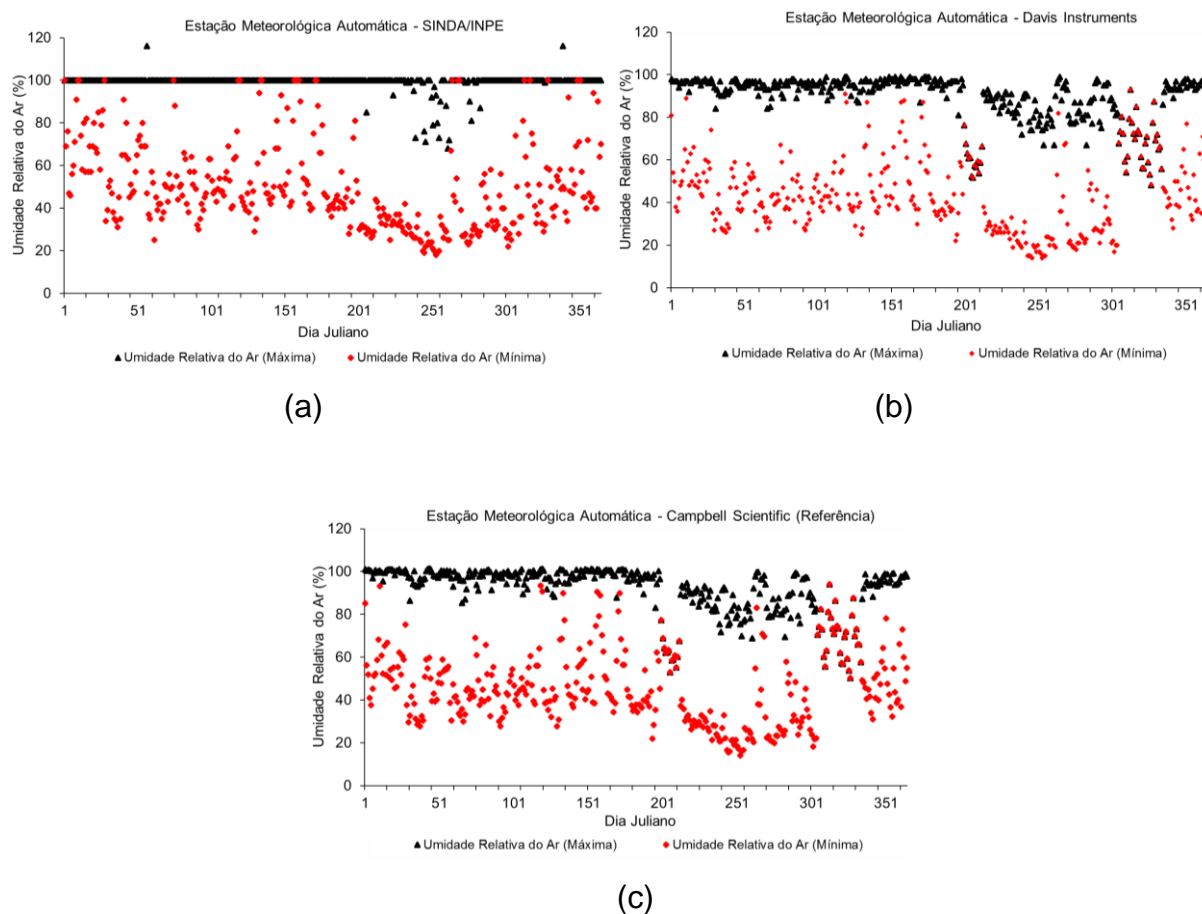 Estação Meteorológica Automática - SINDA/INPE
120
100
80
60
40
20
0
Umidade Relativa do Ar (%)
1 51 101 151 201 251 301 351
Dia Juliano
Umidade Relativa do Ar (Máxima) Umidade Relativa do Ar (Mínima)
(a)
Estação Meteorológica Automática - Davis Instruments
120
100
80
60
40
20
0
Umidade Relativa do Ar (%)
1 51 101 151 201 251 301 351
Dia Juliano
Umidade Relativa do Ar (Máxima) Umidade Relativa do Ar (Mínima)
(b)
Estação Meteorológica Automática - Campbell Scientific (Referência)
120
100
80
60
40
20
0
Umidade Relativa do Ar (%)
1 51 101 151 201 251 301 351
Dia Juliano
Umidade Relativa do Ar (Máxima) Umidade Relativa do Ar (Mínima)
(c)